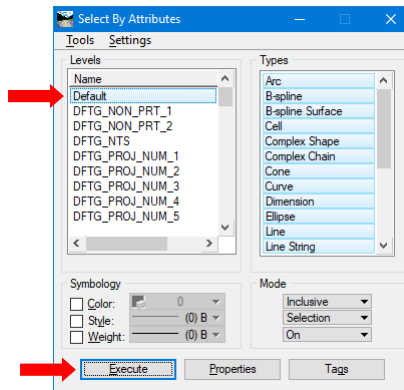 Select By Attributes
Tools Settings
Levels
Name
Default
DFTG_NON_PRT_1
DFTG_NON_PRT_2
DFTG_NTS
DFTG_PROJ_NUM_1
DFTG_PROJ_NUM_2
DFTG_PROJ_NUM_3
DFTG_PROJ_NUM_4
DFTG_PROJ_NUM_5
Types
Arc
B-spline
B-spline Surface
Cell
Complex Shape
Complex Chain
Cone
Curve
Dimension
Ellipse
Line
Line String
Symbology
Color: 0
Style: (0) B
Weight: (0) B
Mode
Inclusive
Selection
On
Execute Properties Tags